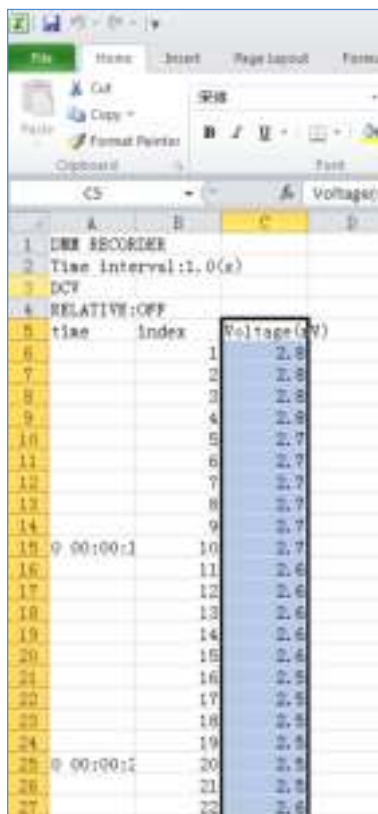 File Home Insert Page Layout Form
Paste
Cut
Copy
Format Painter
宋体
B I U
Clipboard Font
C5 fx Voltage(
A B C D
1 DMM RECORDER
2 Time interval:1.0(s)
3 DCV
4 RELATIVE:OFF
5 time index Voltage(mV)
6 1 2.8
7 2 2.8
8 3 2.8
9 4 2.8
10 5 2.7
11 6 2.7
12 7 2.7
13 8 2.7
14 9 2.7
15 0 00:00:1 10 2.7
16 11 2.6
17 12 2.6
18 13 2.6
19 14 2.6
20 15 2.6
21 16 2.5
22 17 2.5
23 18 2.5
24 19 2.5
25 0 00:00:2 20 2.5
26 21 2.5
27 22 2.6